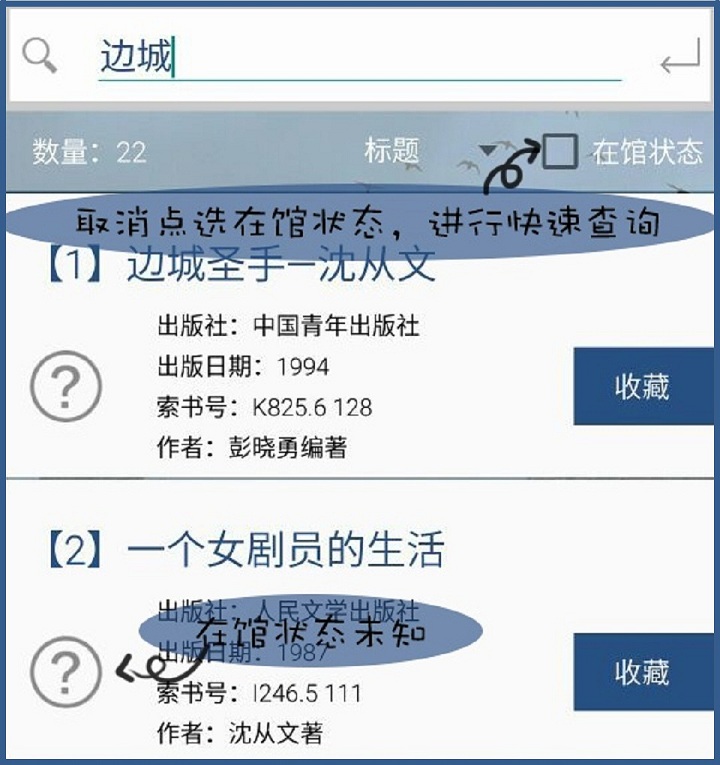 边城
数量：22 标题 在馆状态
取消点选在馆状态，进行快速查询
【1】边城圣手—沈从文
出版社：中国青年出版社
出版日期：1994
索书号：K825.6 128
作者：彭晓勇编著
收藏
【2】一个女剧员的生活
出版社：人民文学出版社
在馆状态未知
出版日期：1987
索书号：I246.5 111
作者：沈从文著
收藏